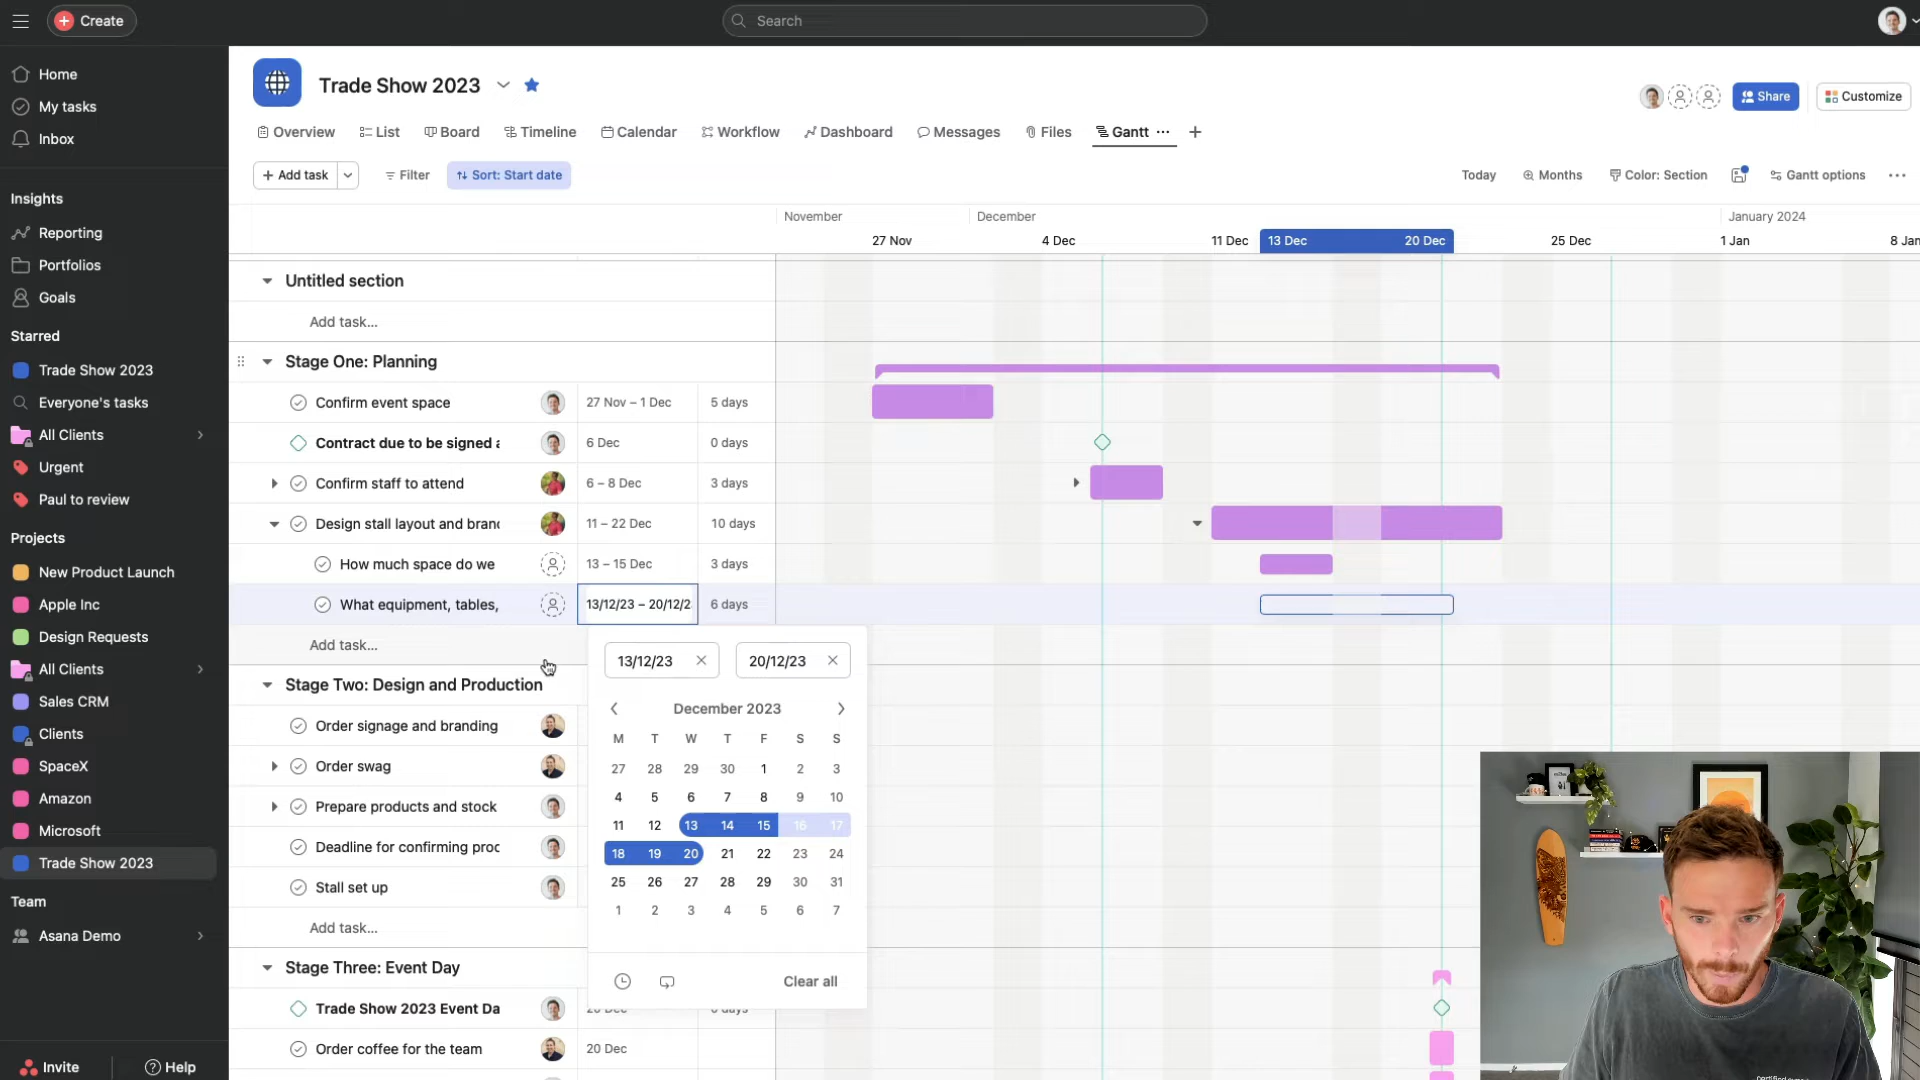 Create
Search
Home
My tasks
Inbox
Insights
Reporting
Portfolios
Goals
Starred
Trade Show 2023
Everyone's tasks
All Clients
Urgent
Paul to review
Projects
New Product Launch
Apple Inc
Design Requests
All Clients
Sales CRM
Clients
SpaceX
Amazon
Microsoft
Trade Show 2023
Team
Asana Demo
Invite
Help
Trade Show 2023
Share
Customize
Overview List Board Timeline Calendar Workflow Dashboard Messages Files Gantt
Add task Filter Sort: Start date Today Months Color: Section Gantt options
November December January 2024
27 Nov 4 Dec 11 Dec 13 Dec 20 Dec 25 Dec 1 Jan 8 Jan
Untitled section
Add task...
Stage One: Planning
Confirm event space 27 Nov – 1 Dec 5 days
Contract due to be signed 6 Dec 0 days
Confirm staff to attend 6 – 8 Dec 3 days
Design stall layout and branc 11 – 22 Dec 10 days
How much space do we 13 – 15 Dec 3 days
What equipment, tables, 13/12/23 – 20/12/2 6 days
Add task...
Stage Two: Design and Production
Order signage and branding
Order swag
Prepare products and stock
Deadline for confirming proc
Stall set up
Add task...
Stage Three: Event Day
Trade Show 2023 Event Da
Order coffee for the team 20 Dec
13/12/23 20/12/23
December 2023
M T W T F S S
27 28 29 30 1 2 3
4 5 6 7 8 9 10
11 12 13 14 15 16 17
18 19 20 21 22 23 24
25 26 27 28 29 30 31
1 2 3 4 5 6 7
Clear all